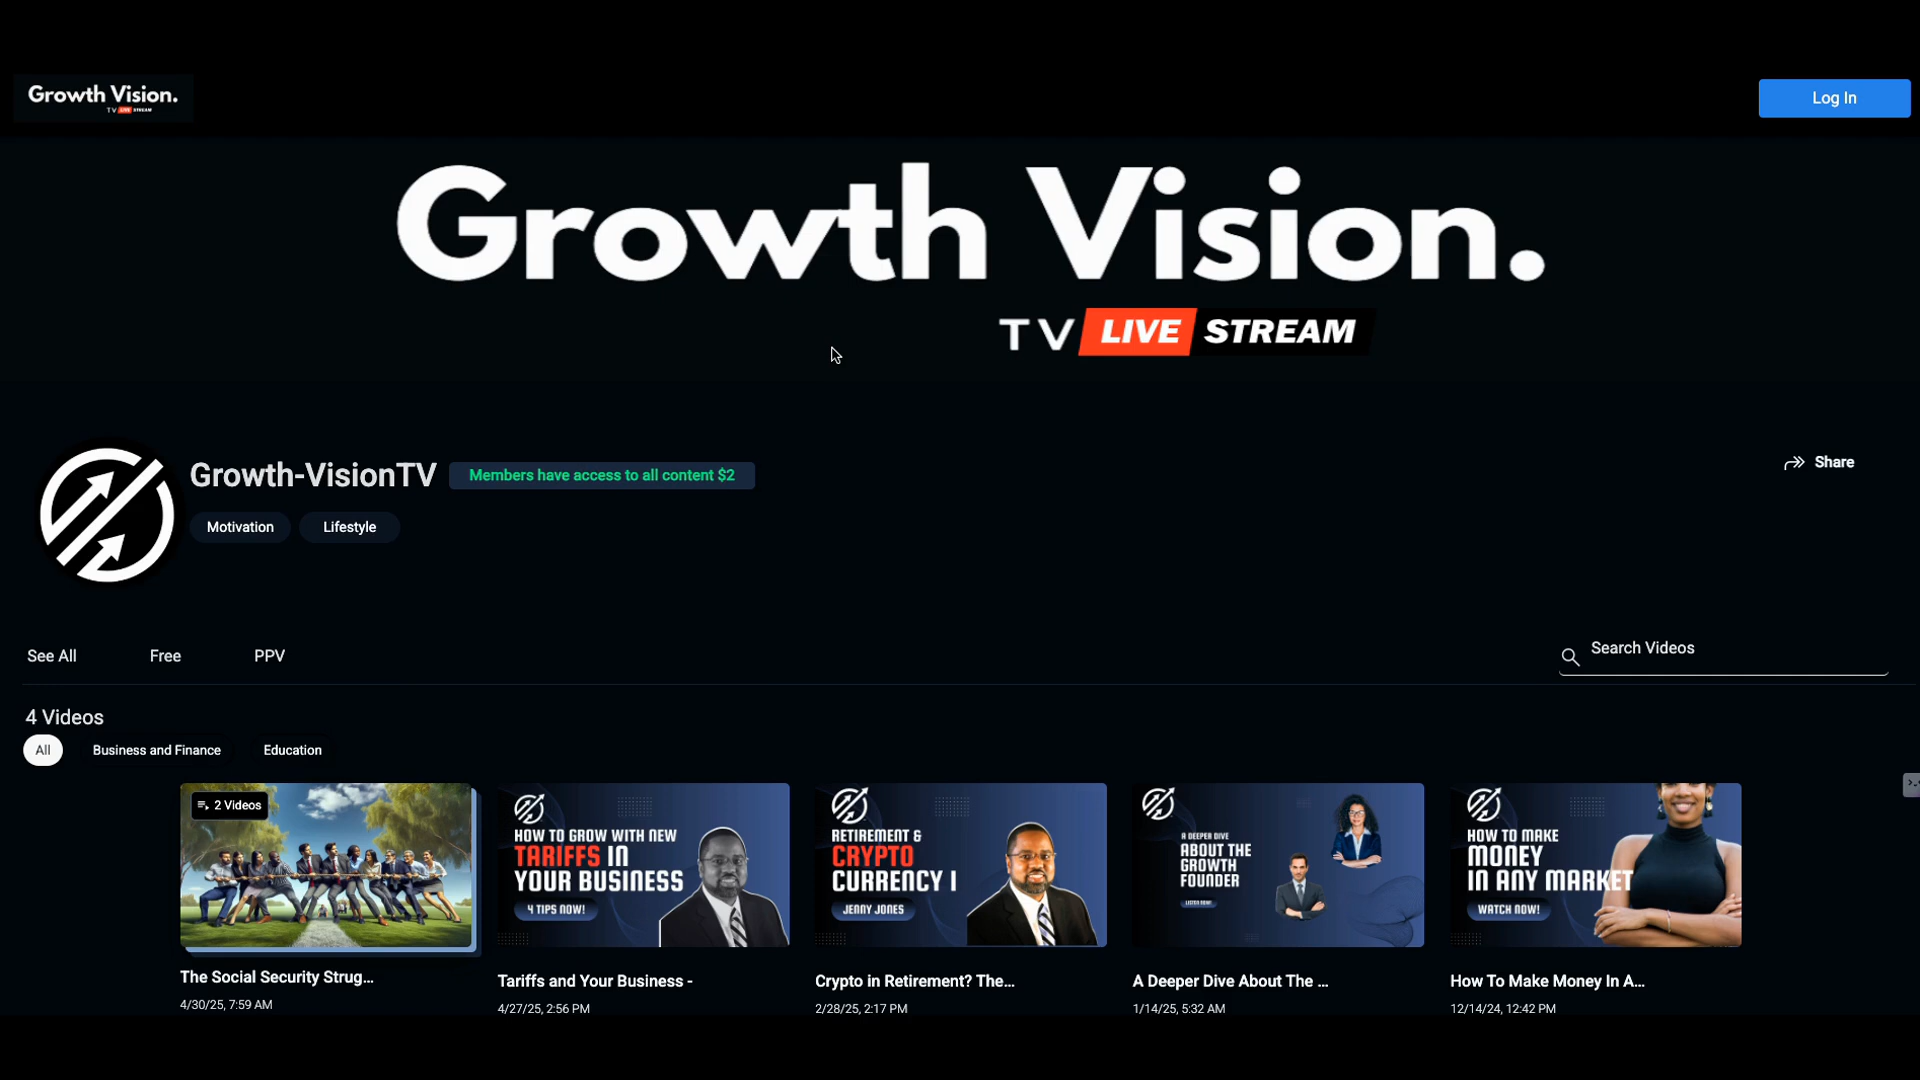 Growth Vision.
TV LIVE STREAM
Log In
Growth Vision.
TV LIVE STREAM
Growth-VisionTV
Members have access to all content $2
Share
Motivation
Lifestyle
See All
Free
PPV
Search Videos
4 Videos
All
Business and Finance
Education
2 Videos
HOW TO GROW WITH NEW
TARIFFS IN
YOUR BUSINESS
4 TIPS NOW!
RETIREMENT &
CRYPTO
CURRENCY I
JENNY JONES
A DEEPER DIVE
ABOUT THE
GROWTH
FOUNDER
LISTEN NOW!
HOW TO MAKE
MONEY
IN ANY MARKET
WATCH NOW!
The Social Security Strug...
4/30/25, 7:59 AM
Tariffs and Your Business -
4/27/25, 2:56 PM
Crypto in Retirement? The...
2/28/25, 2:17 PM
A Deeper Dive About The ...
1/14/25, 5:32 AM
How To Make Money In A...
12/14/24, 12:42 PM